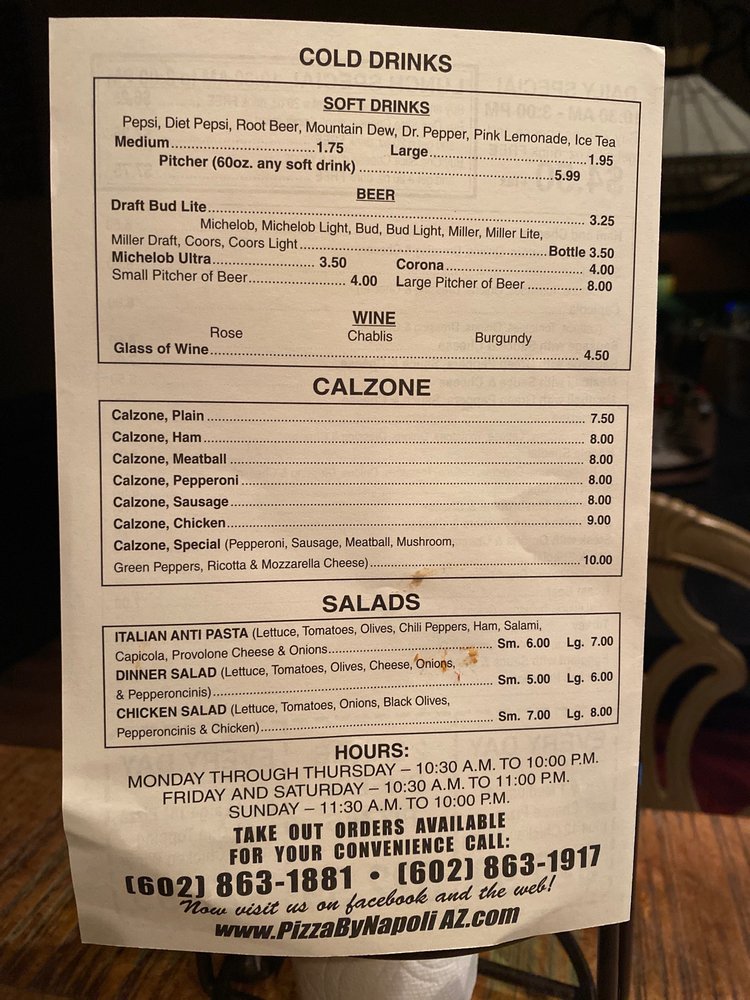 COLD DRINKS
SOFT DRINKS
Pepsi, Diet Pepsi, Root Beer, Mountain Dew, Dr. Pepper, Pink Lemonade, Ice Tea
Medium 1.75 Large 1.95
Pitcher (60oz. any soft drink) 5.99
BEER
Draft Bud Lite 3.25
Michelob, Michelob Light, Bud, Bud Light, Miller, Miller Lite,
Miller Draft, Coors, Coors Light Bottle 3.50
Michelob Ultra 3.50 Corona 4.00
Small Pitcher of Beer 4.00 Large Pitcher of Beer 8.00
WINE
Rose Chablis Burgundy
Glass of Wine 4.50
CALZONE
Calzone, Plain 7.50
Calzone, Ham 8.00
Calzone, Meatball 8.00
Calzone, Pepperoni 8.00
Calzone, Sausage 8.00
Calzone, Chicken 9.00
Calzone, Special (Pepperoni, Sausage, Meatball, Mushroom,
Green Peppers, Ricotta & Mozzarella Cheese) 10.00
SALADS
ITALIAN ANTI PASTA (Lettuce, Tomatoes, Olives, Chili Peppers, Ham, Salami,
Capicola, Provolone Cheese & Onions Sm. 6.00 Lg. 7.00
DINNER SALAD (Lettuce, Tomatoes, Olives, Cheese, Onions,
& Pepperoncinis) Sm. 5.00 Lg. 6.00
CHICKEN SALAD (Lettuce, Tomatoes, Onions, Black Olives,
Pepperoncinis & Chicken) Sm. 7.00 Lg. 8.00
HOURS:
MONDAY THROUGH THURSDAY – 10:30 A.M. TO 10:00 P.M.
FRIDAY AND SATURDAY – 10:30 A.M. TO 11:00 P.M.
SUNDAY – 11:30 A.M. TO 10:00 P.M.
TAKE OUT ORDERS AVAILABLE
FOR YOUR CONVENIENCE CALL:
(602) 863-1881 • (602) 863-1917
Now visit us on facebook and the web!
www.PizzaByNapoliAZ.com